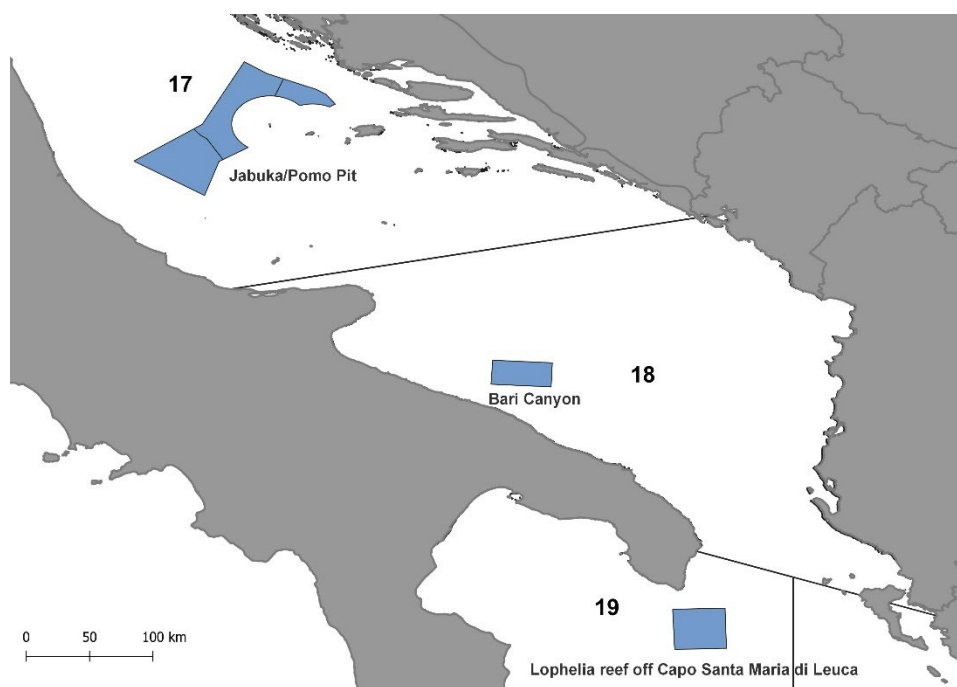 17
Jabuka/Pomo Pit
18
Bari Canyon
19
0 50 100 km
Lophelia reef off Capo Santa Maria di Leuca